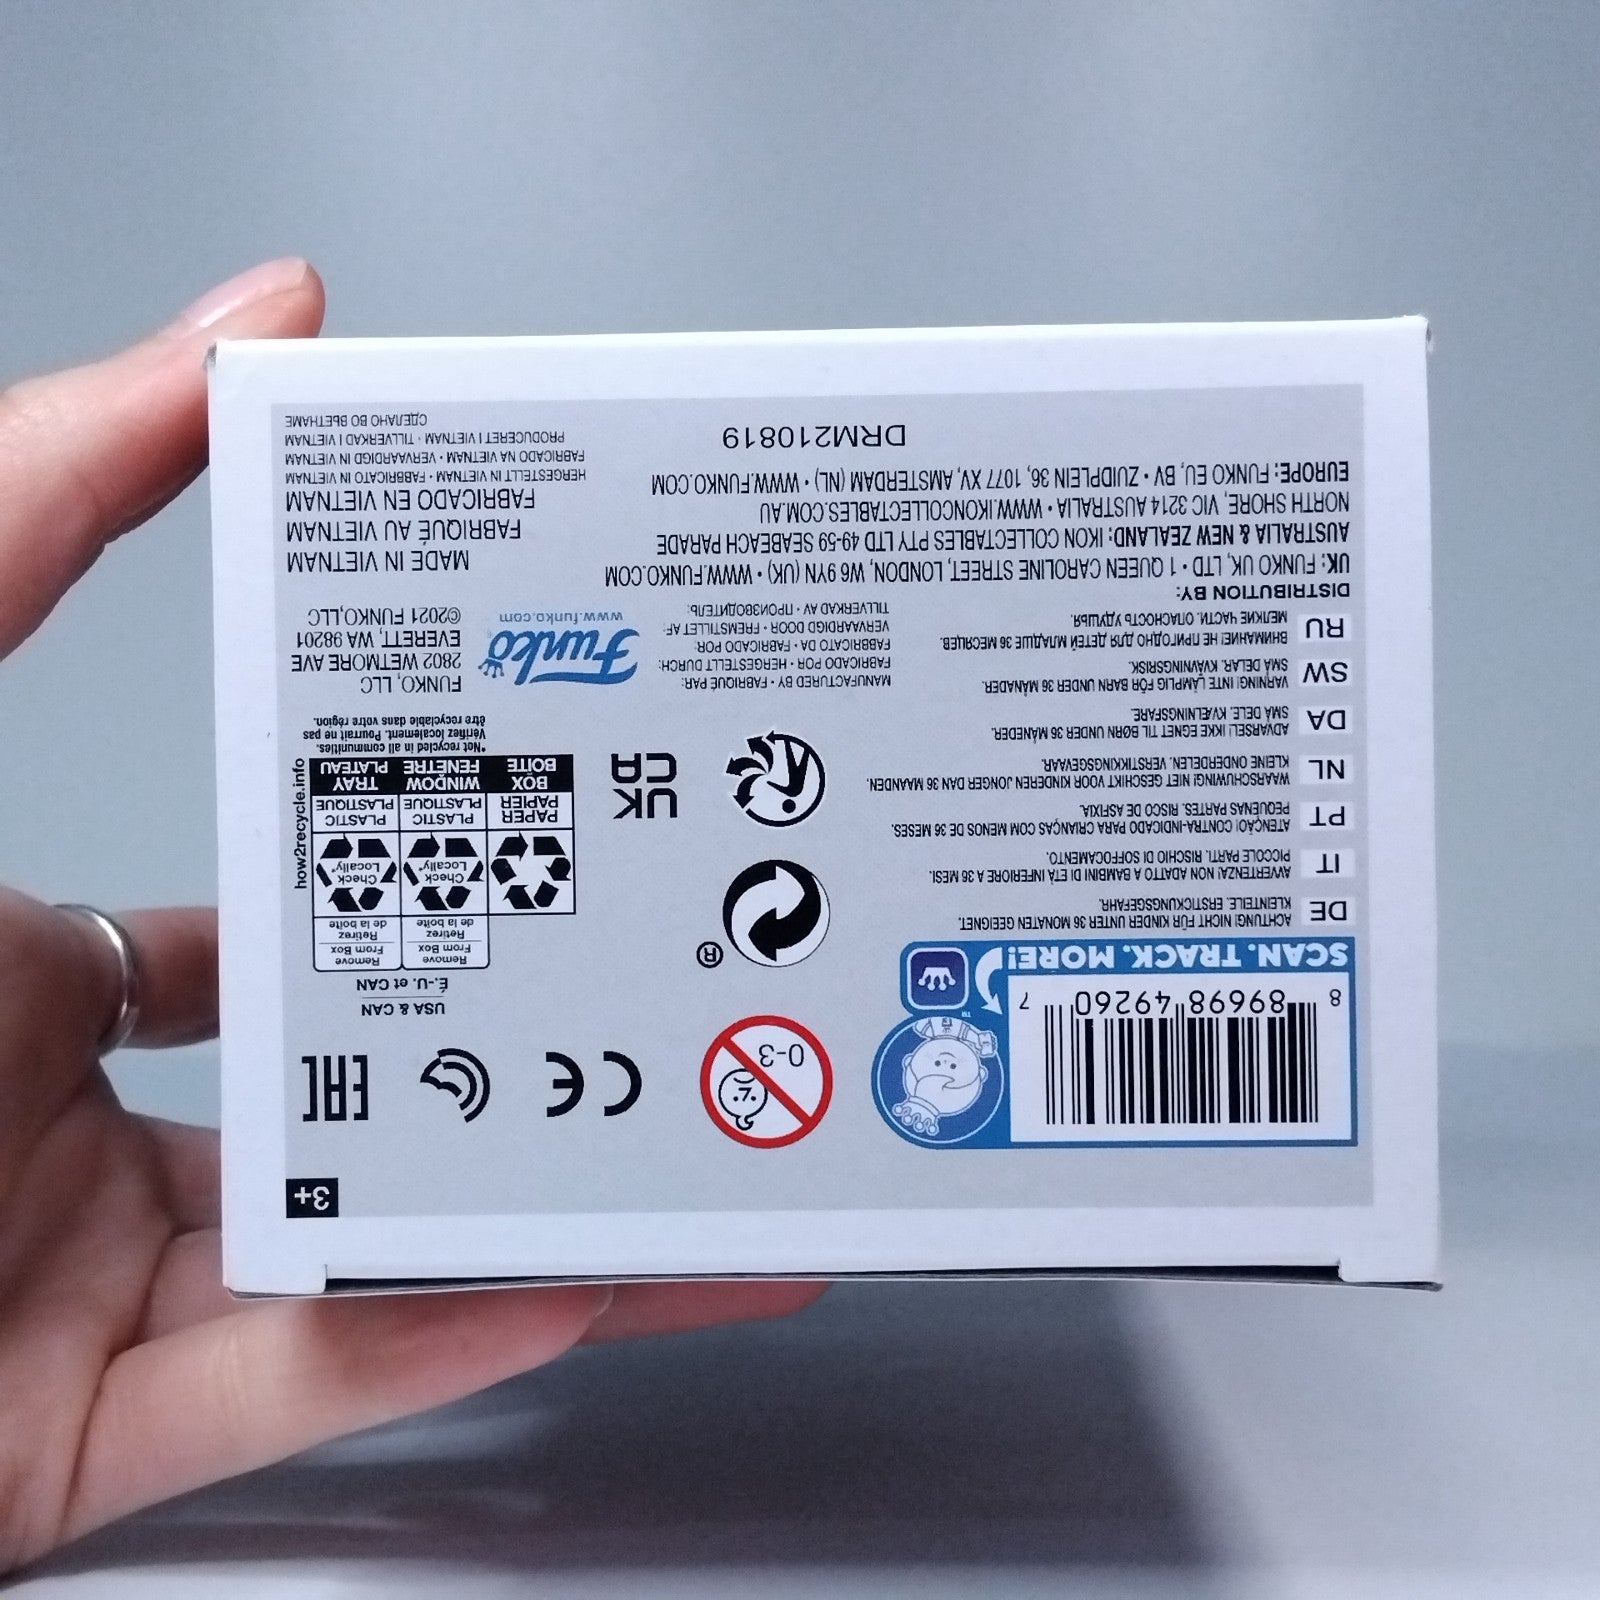 3+
8 89698 49260 7
SCAN. TRACK. MORE!
TM
0-3
CE
EAC
USA & CAN
É.-U. et CAN
Remove
From Box
Retirez
de la boîte
Remove
From Box
Retirez
de la boîte
Check
Locally*
Check
Locally*
PAPER
PAPIER
BOX
BOÎTE
PLASTIC
PLASTIQUE
WINDOW
FENÊTRE
PLASTIC
PLASTIQUE
TRAY
PLATEAU
how2recycle.info
*Not recycled in all communities.
Vérifiez localement. Pourrait ne pas
être recyclable dans votre région.
®
UK
CA
DE ACHTUNG! NICHT FÜR KINDER UNTER 36 MONATEN GEEIGNET.
KLEINTEILE. ERSTICKUNGSGEFAHR.
IT AVVERTENZA! NON ADATTO A BAMBINI DI ETÀ INFERIORE A 36 MESI.
PICCOLE PARTI. RISCHIO DI SOFFOCAMENTO.
PT ATENÇÃO! CONTRA-INDICADO PARA CRIANÇAS COM MENOS DE 36 MESES.
PEQUENAS PARTES. RISCO DE ASFIXIA.
NL WAARSCHUWING! NIET GESCHIKT VOOR KINDEREN JONGER DAN 36 MAANDEN.
KLEINE ONDERDELEN. VERSTIKKINGSGEVAAR.
DA ADVARSEL! IKKE EGNET TIL BØRN UNDER 36 MÅNEDER.
SMÅ DELE. KVÆLNINGSFARE.
SW VARNING! INTE LÄMPLIG FÖR BARN UNDER 36 MÅNADER.
SMÅ DELAR. KVÄVNINGSRISK.
RU ВНИМАНИЕ! НЕ ПРИГОДНО ДЛЯ ДЕТЕЙ МЛАДШЕ 36 МЕСЯЦЕВ.
МЕЛКИЕ ЧАСТИ. ОПАСНОСТЬ УДУШЬЯ.
MANUFACTURED BY • FABRIQUÉ PAR:
FABRICADO POR • HERGESTELLT DURCH:
FABBRICATO DA • FABRICADO POR:
VERVAARDIGD DOOR • FREMSTILLET AF:
TILLVERKAD AV • ПРОИЗВОДИТЕЛЬ:
Funko®
www.funko.com
FUNKO, LLC
2802 WETMORE AVE
EVERETT, WA 98201
©2021 FUNKO,LLC
DISTRIBUTION BY:
UK: FUNKO UK, LTD • 1 QUEEN CAROLINE STREET, LONDON, W6 9YN (UK) • WWW.FUNKO.COM
AUSTRALIA & NEW ZEALAND: IKON COLLECTABLES PTY LTD 49-59 SEABEACH PARADE
NORTH SHORE, VIC 3214 AUSTRALIA • WWW.IKONCOLLECTABLES.COM.AU
EUROPE: FUNKO EU, BV • ZUIDPLEIN 36, 1077 XV, AMSTERDAM (NL) • WWW.FUNKO.COM
DRM210819
MADE IN VIETNAM
FABRIQUÉ AU VIETNAM
FABRICADO EN VIETNAM
HERGESTELLT IN VIETNAM • FABBRICATO IN VIETNAM
FABRICADO NA VIETNAM • VERVAARDIGD IN VIETNAM
PRODUCERET I VIETNAM • TILLVERKAD I VIETNAM
СДЕЛАНО ВО ВЬЕТНАМЕ